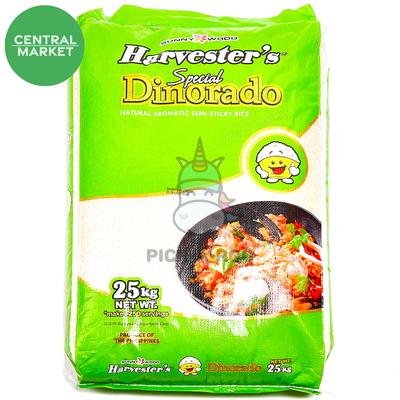 CENTRAL
MARKET
SUNNYWOOD
Harvester's®
Special
Dinorado
NATURAL AROMATIC SEMI-STICKY RICE
25kg
NET WT.
PRODUCT OF
THE PHILIPPINES
SUNNYWOOD
Harvester's
Dinorado
NET WT.
25kg